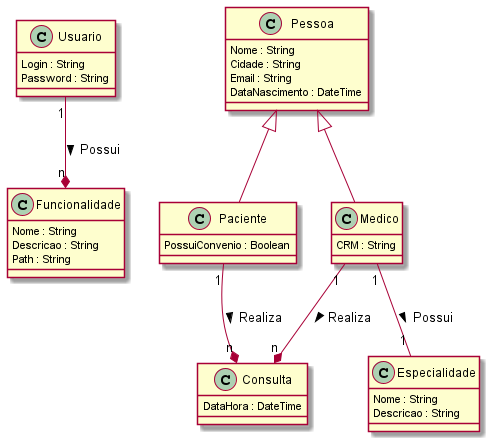 C Usuario
Login : String
Password : String
C Pessoa
Nome : String
Cidade : String
Email : String
DataNascimento : DateTime
1
Possui
n
C Funcionalidade
Nome : String
Descricao : String
Path : String
C Paciente
PossuiConvenio : Boolean
C Medico
CRM : String
1
Realiza
n
1
Realiza
n
1
Possui
1
C Consulta
DataHora : DateTime
C Especialidade
Nome : String
Descricao : String